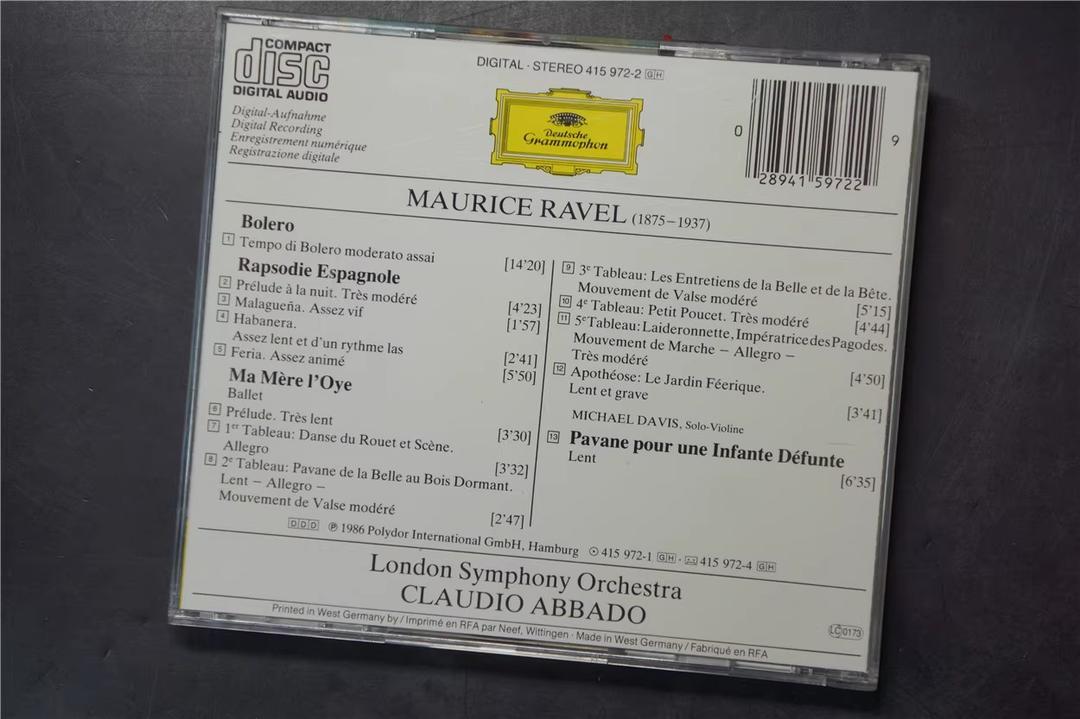 COMPACT
disc
DIGITAL AUDIO
Digital-Aufnahme
Digital Recording
Enregistrement numérique
Registrazione digitale
DIGITAL · STEREO 415 972-2 GH
Deutsche
Grammophon
0 28941 59722 9
MAURICE RAVEL (1875–1937)
Bolero
1 Tempo di Bolero moderato assai [14'20]
Rapsodie Espagnole
2 Prélude à la nuit. Très modéré [4'23]
3 Malagueña. Assez vif [1'57]
4 Habanera.
Assez lent et d'un rythme las [2'41]
5 Feria. Assez animé [5'50]
Ma Mère l'Oye
Ballet
6 Prélude. Très lent [3'30]
7 1er Tableau: Danse du Rouet et Scène.
Allegro [3'32]
8 2e Tableau: Pavane de la Belle au Bois Dormant.
Lent – Allegro –
Mouvement de Valse modéré [2'47]
9 3e Tableau: Les Entretiens de la Belle et de la Bête.
Mouvement de Valse modéré [5'15]
10 4e Tableau: Petit Poucet. Très modéré [4'44]
11 5e Tableau: Laideronnette, Impératrice des Pagodes.
Mouvement de Marche – Allegro –
Très modéré [4'50]
12 Apothéose: Le Jardin Féerique.
Lent et grave [3'41]
MICHAEL DAVIS, Solo-Violine
13 Pavane pour une Infante Défunte
Lent [6'35]
DDD ℗ 1986 Polydor International GmbH, Hamburg 415 972-1 GH · 415 972-4 GH
London Symphony Orchestra
CLAUDIO ABBADO
Printed in West Germany by / Imprimé en RFA par Neef, Wittingen · Made in West Germany / Fabriqué en RFA
LC 0173